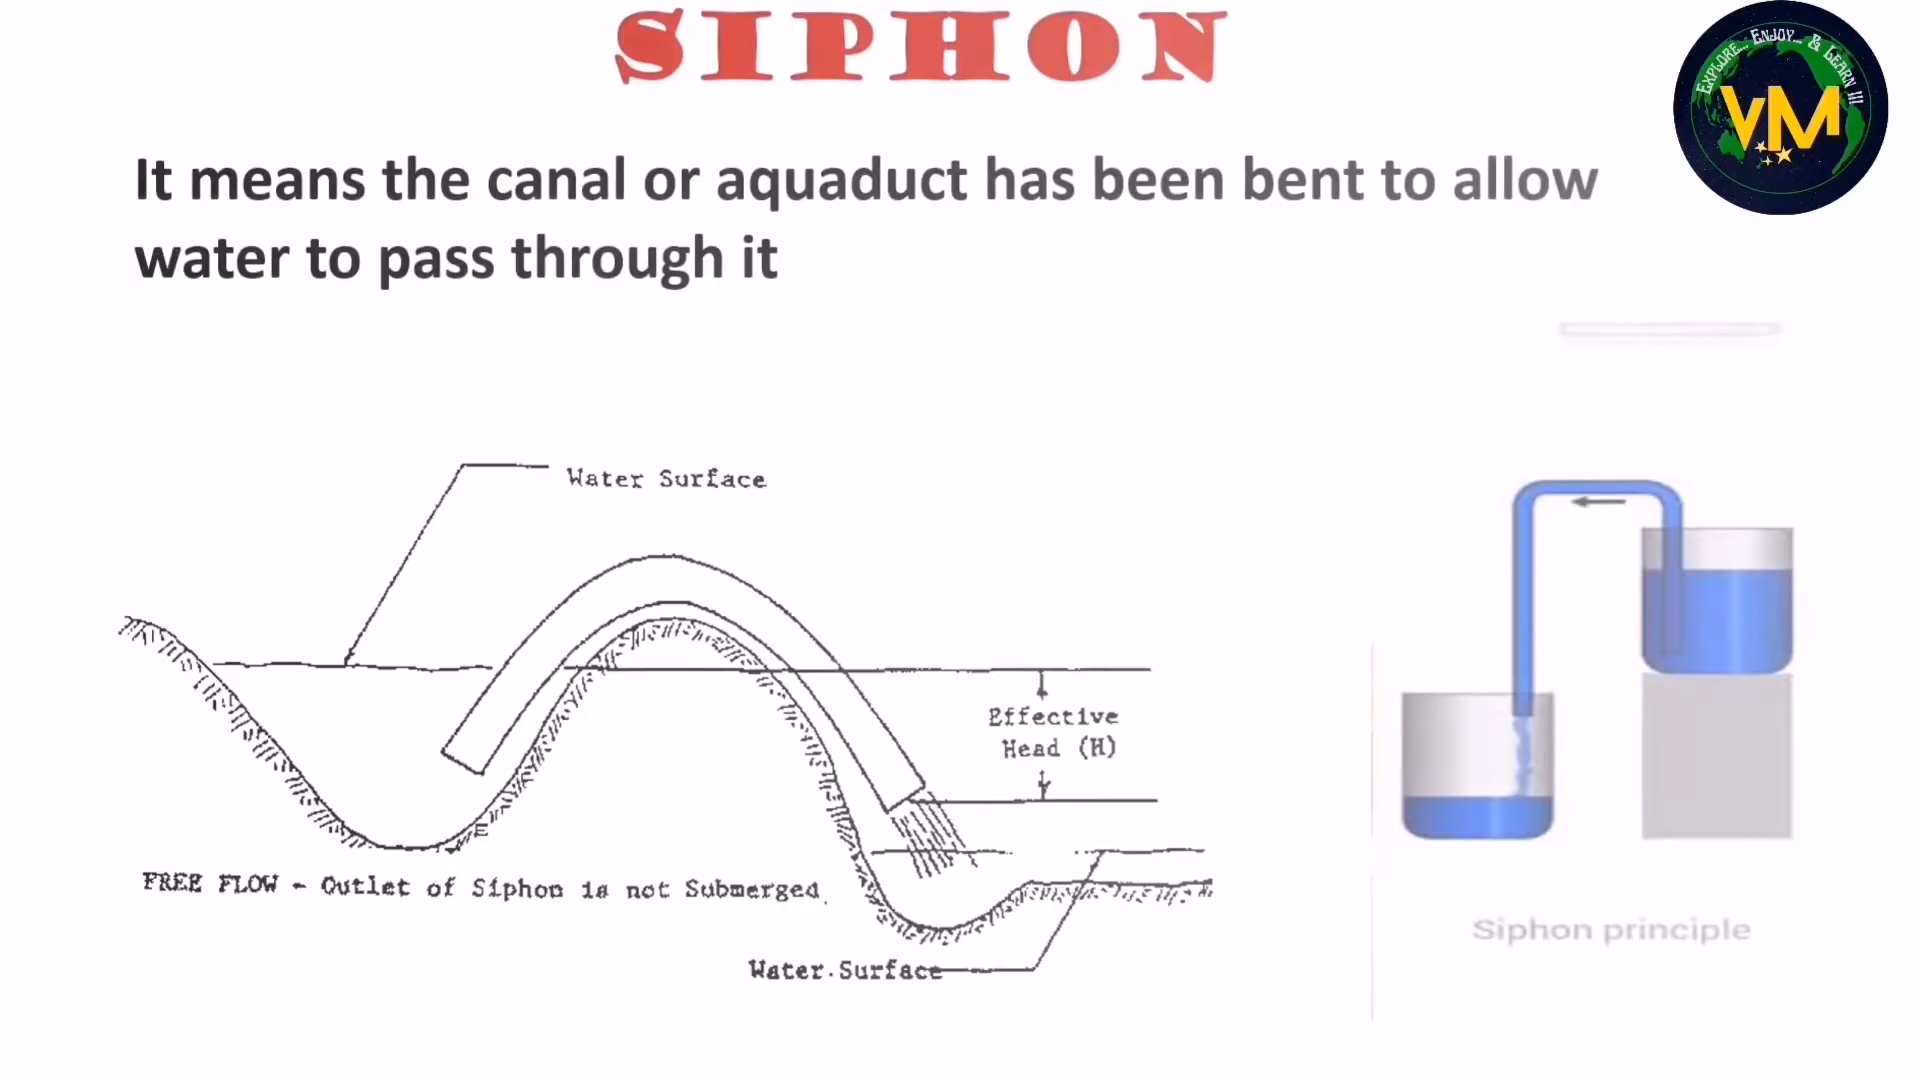 SIPHON
EXPLORE... ENJOY... & LEARN !!!
VM
It means the canal or aquaduct has been bent to allow
water to pass through it
Water Surface
Effective
Head (H)
FREE FLOW - Outlet of Siphon is not Submerged
Water Surface
Siphon principle